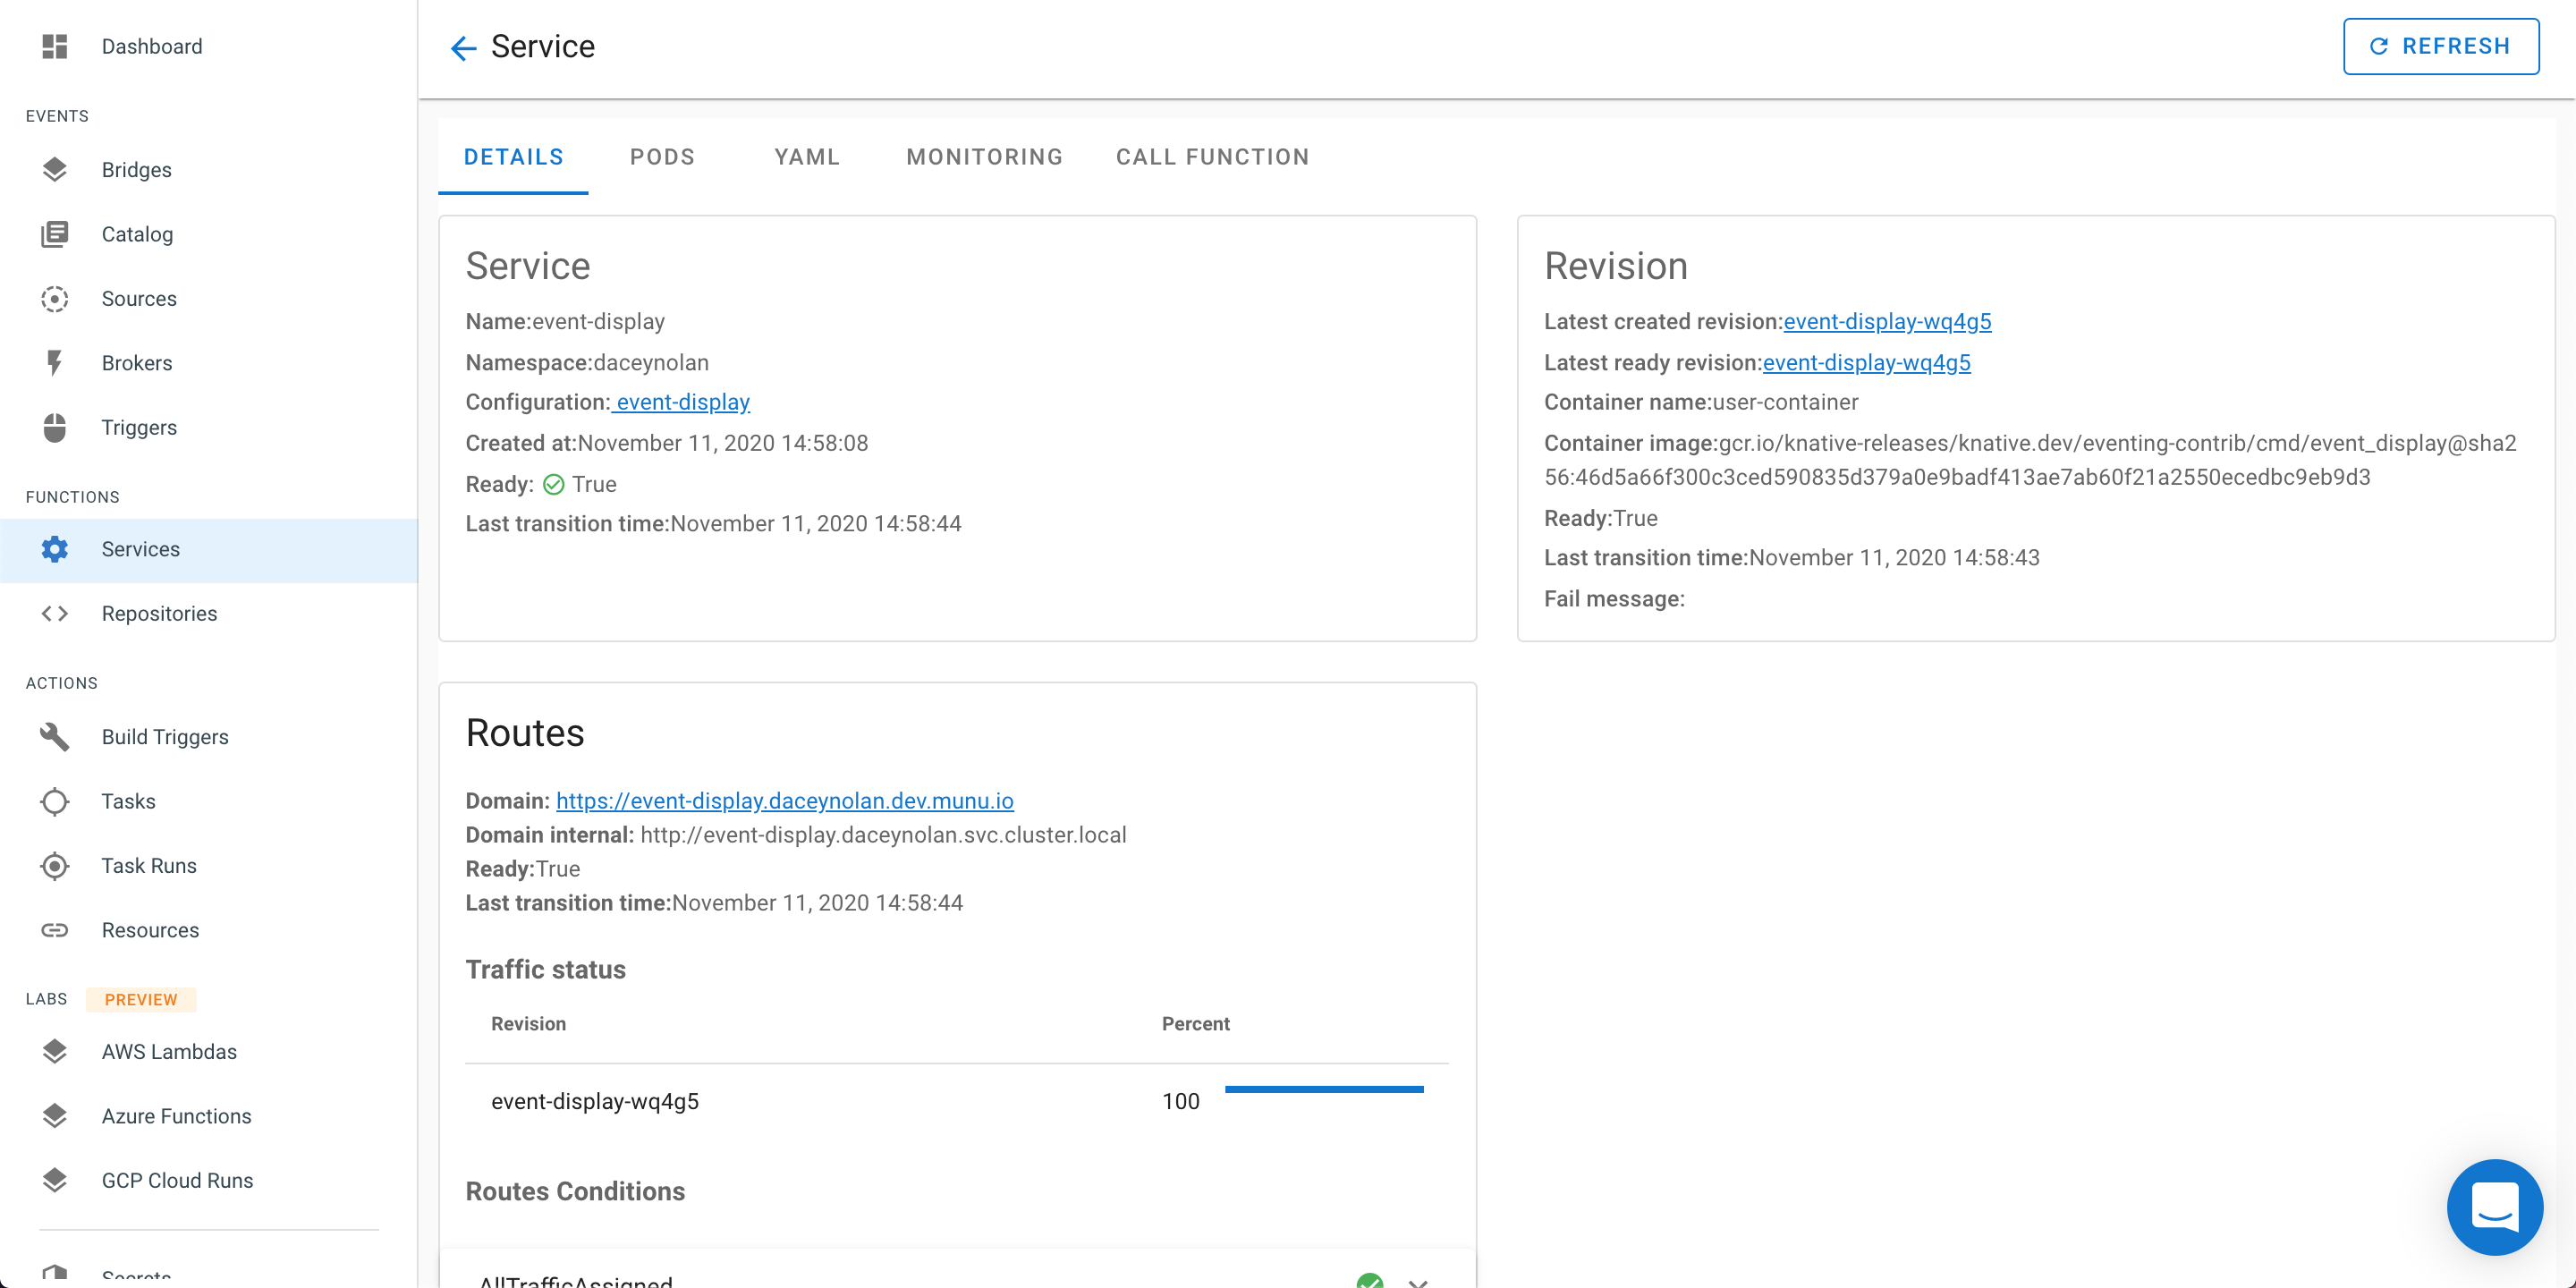 Dashboard
EVENTS
Bridges
Catalog
Sources
Brokers
Triggers
FUNCTIONS
Services
Repositories
ACTIONS
Build Triggers
Tasks
Task Runs
Resources
LABS PREVIEW
AWS Lambdas
Azure Functions
GCP Cloud Runs
Secrets
Service
REFRESH
DETAILS PODS YAML MONITORING CALL FUNCTION
Service
Name:event-display
Namespace:daceynolan
Configuration: event-display
Created at:November 11, 2020 14:58:08
Ready: True
Last transition time:November 11, 2020 14:58:44
Revision
Latest created revision:event-display-wq4g5
Latest ready revision:event-display-wq4g5
Container name:user-container
Container image:gcr.io/knative-releases/knative.dev/eventing-contrib/cmd/event_display@sha2
56:46d5a66f300c3ced590835d379a0e9badf413ae7ab60f21a2550ecedbc9eb9d3
Ready:True
Last transition time:November 11, 2020 14:58:43
Fail message:
Routes
Domain: https://event-display.daceynolan.dev.munu.io
Domain internal: http://event-display.daceynolan.svc.cluster.local
Ready:True
Last transition time:November 11, 2020 14:58:44
Traffic status
Revision Percent
event-display-wq4g5 100
Routes Conditions
AllTrafficAssigned